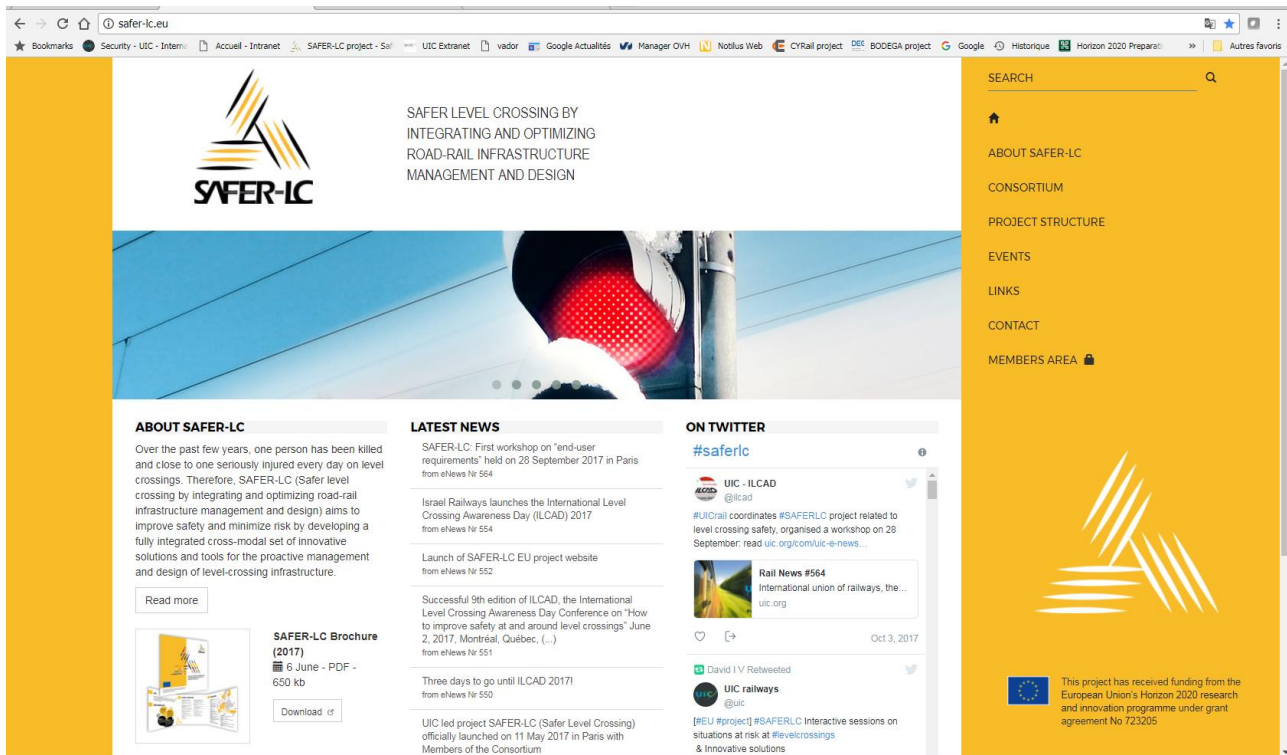 safer-lc.eu
Bookmarks Security - UIC - Interne Accueil - Intranet SAFER-LC project - Saf UIC Extranet vador Google Actualités Manager OVH Notilus Web CYRail project BODEGA project Google Historique Horizon 2020 Preparati » Autres favoris
SAFER-LC
SAFER LEVEL CROSSING BY
INTEGRATING AND OPTIMIZING
ROAD-RAIL INFRASTRUCTURE
MANAGEMENT AND DESIGN
SEARCH
ABOUT SAFER-LC
CONSORTIUM
PROJECT STRUCTURE
EVENTS
LINKS
CONTACT
MEMBERS AREA
ABOUT SAFER-LC
Over the past few years, one person has been killed
and close to one seriously injured every day on level
crossings. Therefore, SAFER-LC (Safer level
crossing by integrating and optimizing road-rail
infrastructure management and design) aims to
improve safety and minimize risk by developing a
fully integrated cross-modal set of innovative
solutions and tools for the proactive management
and design of level-crossing infrastructure.
Read more
SAFER-LC Brochure
(2017)
6 June - PDF -
650 kb
Download
LATEST NEWS
SAFER-LC: First workshop on "end-user
requirements" held on 28 September 2017 in Paris
from eNews Nr 564
Israel Railways launches the International Level
Crossing Awareness Day (ILCAD) 2017
from eNews Nr 554
Launch of SAFER-LC EU project website
from eNews Nr 552
Successful 9th edition of ILCAD, the International
Level Crossing Awareness Day Conference on "How
to improve safety at and around level crossings" June
2, 2017, Montréal, Québec, (...)
from eNews Nr 551
Three days to go until ILCAD 2017!
from eNews Nr 550
UIC led project SAFER-LC (Safer Level Crossing)
officially launched on 11 May 2017 in Paris with
Members of the Consortium
ON TWITTER
#saferlc
UIC - ILCAD
@ilcad
#UICrail coordinates #SAFERLC project related to
level crossing safety, organised a workshop on 28
September: read uic.org/com/uic-e-news…
Rail News #564
International union of railways, the…
uic.org
Oct 3, 2017
David I V Retweeted
UIC railways
@uic
[#EU #project] #SAFERLC Interactive sessions on
situations at risk at #levelcrossings
& Innovative solutions
This project has received funding from the
European Union's Horizon 2020 research
and innovation programme under grant
agreement No 723205